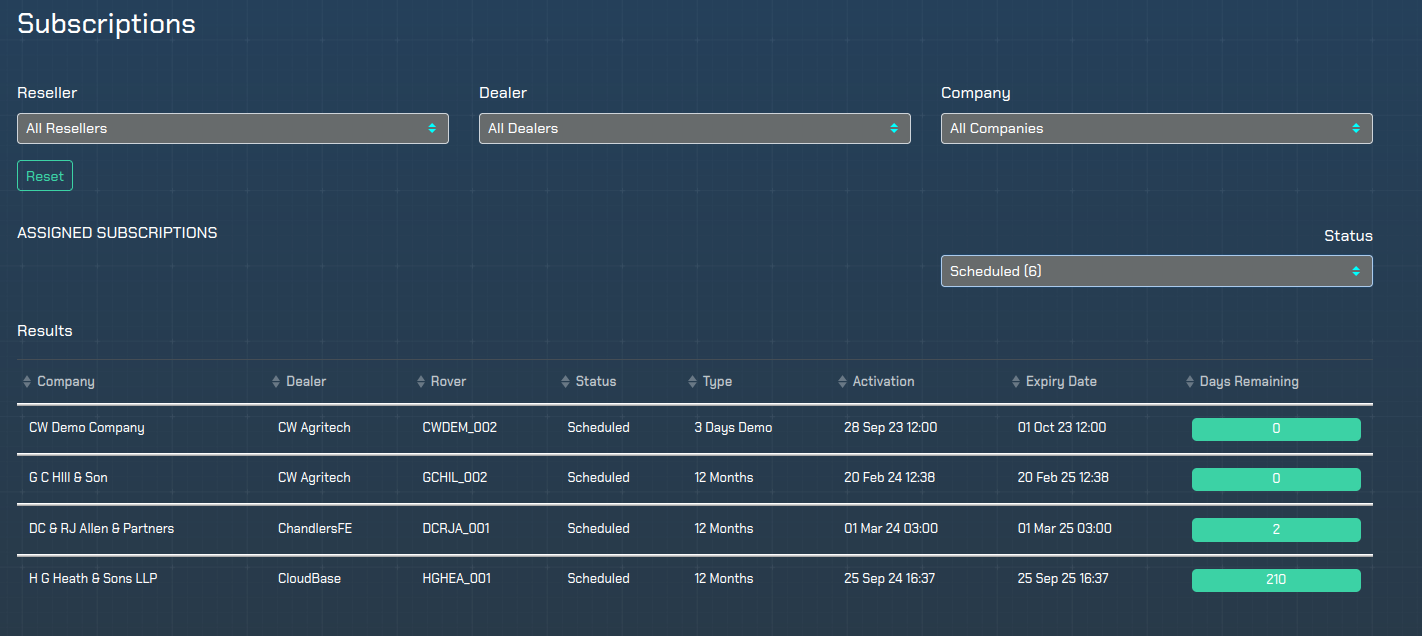 Subscriptions
Reseller Dealer Company
All Resellers All Dealers All Companies
Reset
ASSIGNED SUBSCRIPTIONS
Status
Scheduled (6)
Results
Company Dealer Rover Status Type Activation Expiry Date Days Remaining
CW Demo Company CW Agritech CWDEM_002 Scheduled 3 Days Demo 28 Sep 23 12:00 01 Oct 23 12:00 0
G C HIll & Son CW Agritech GCHIL_002 Scheduled 12 Months 20 Feb 24 12:38 20 Feb 25 12:38 0
DC & RJ Allen & Partners ChandlersFE DCRJA_001 Scheduled 12 Months 01 Mar 24 03:00 01 Mar 25 03:00 2
H G Heath & Sons LLP CloudBase HGHEA_001 Scheduled 12 Months 25 Sep 24 16:37 25 Sep 25 16:37 210